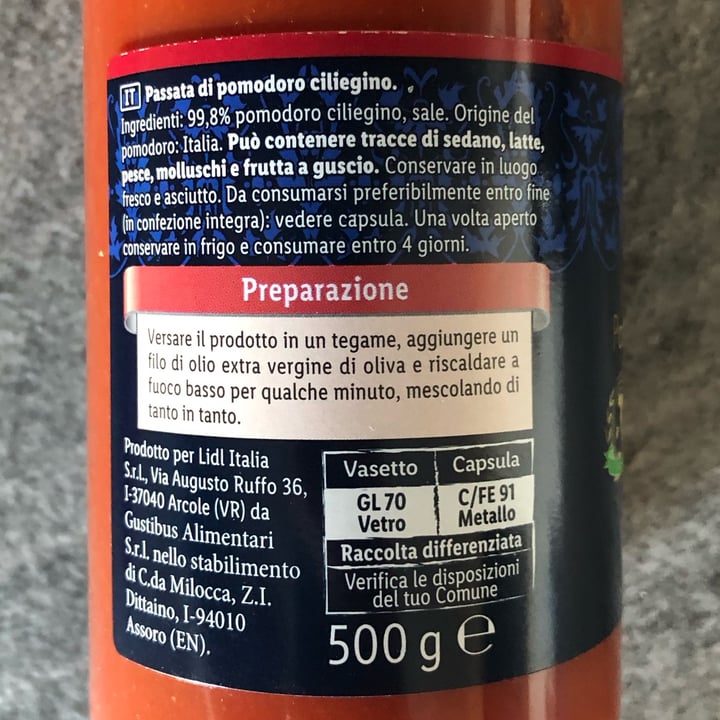 IT Passata di pomodoro ciliegino.
Ingredienti: 99,8% pomodoro ciliegino, sale. Origine del
pomodoro: Italia. Può contenere tracce di sedano, latte,
pesce, molluschi e frutta a guscio. Conservare in luogo
fresco e asciutto. Da consumarsi preferibilmente entro fine
(in confezione integra): vedere capsula. Una volta aperto
conservare in frigo e consumare entro 4 giorni.
Preparazione
Versare il prodotto in un tegame, aggiungere un
filo di olio extra vergine di oliva e riscaldare a
fuoco basso per qualche minuto, mescolando di
tanto in tanto.
Prodotto per Lidl Italia
S.r.l., Via Augusto Ruffo 36,
I-37040 Arcole (VR) da
Gustibus Alimentari
S.r.l. nello stabilimento
di C.da Milocca, Z.I.
Dittaino, I-94010
Assoro (EN).
Vasetto Capsula
GL 70 C/FE 91
Vetro Metallo
Raccolta differenziata
Verifica le disposizioni
del tuo Comune
500 g e